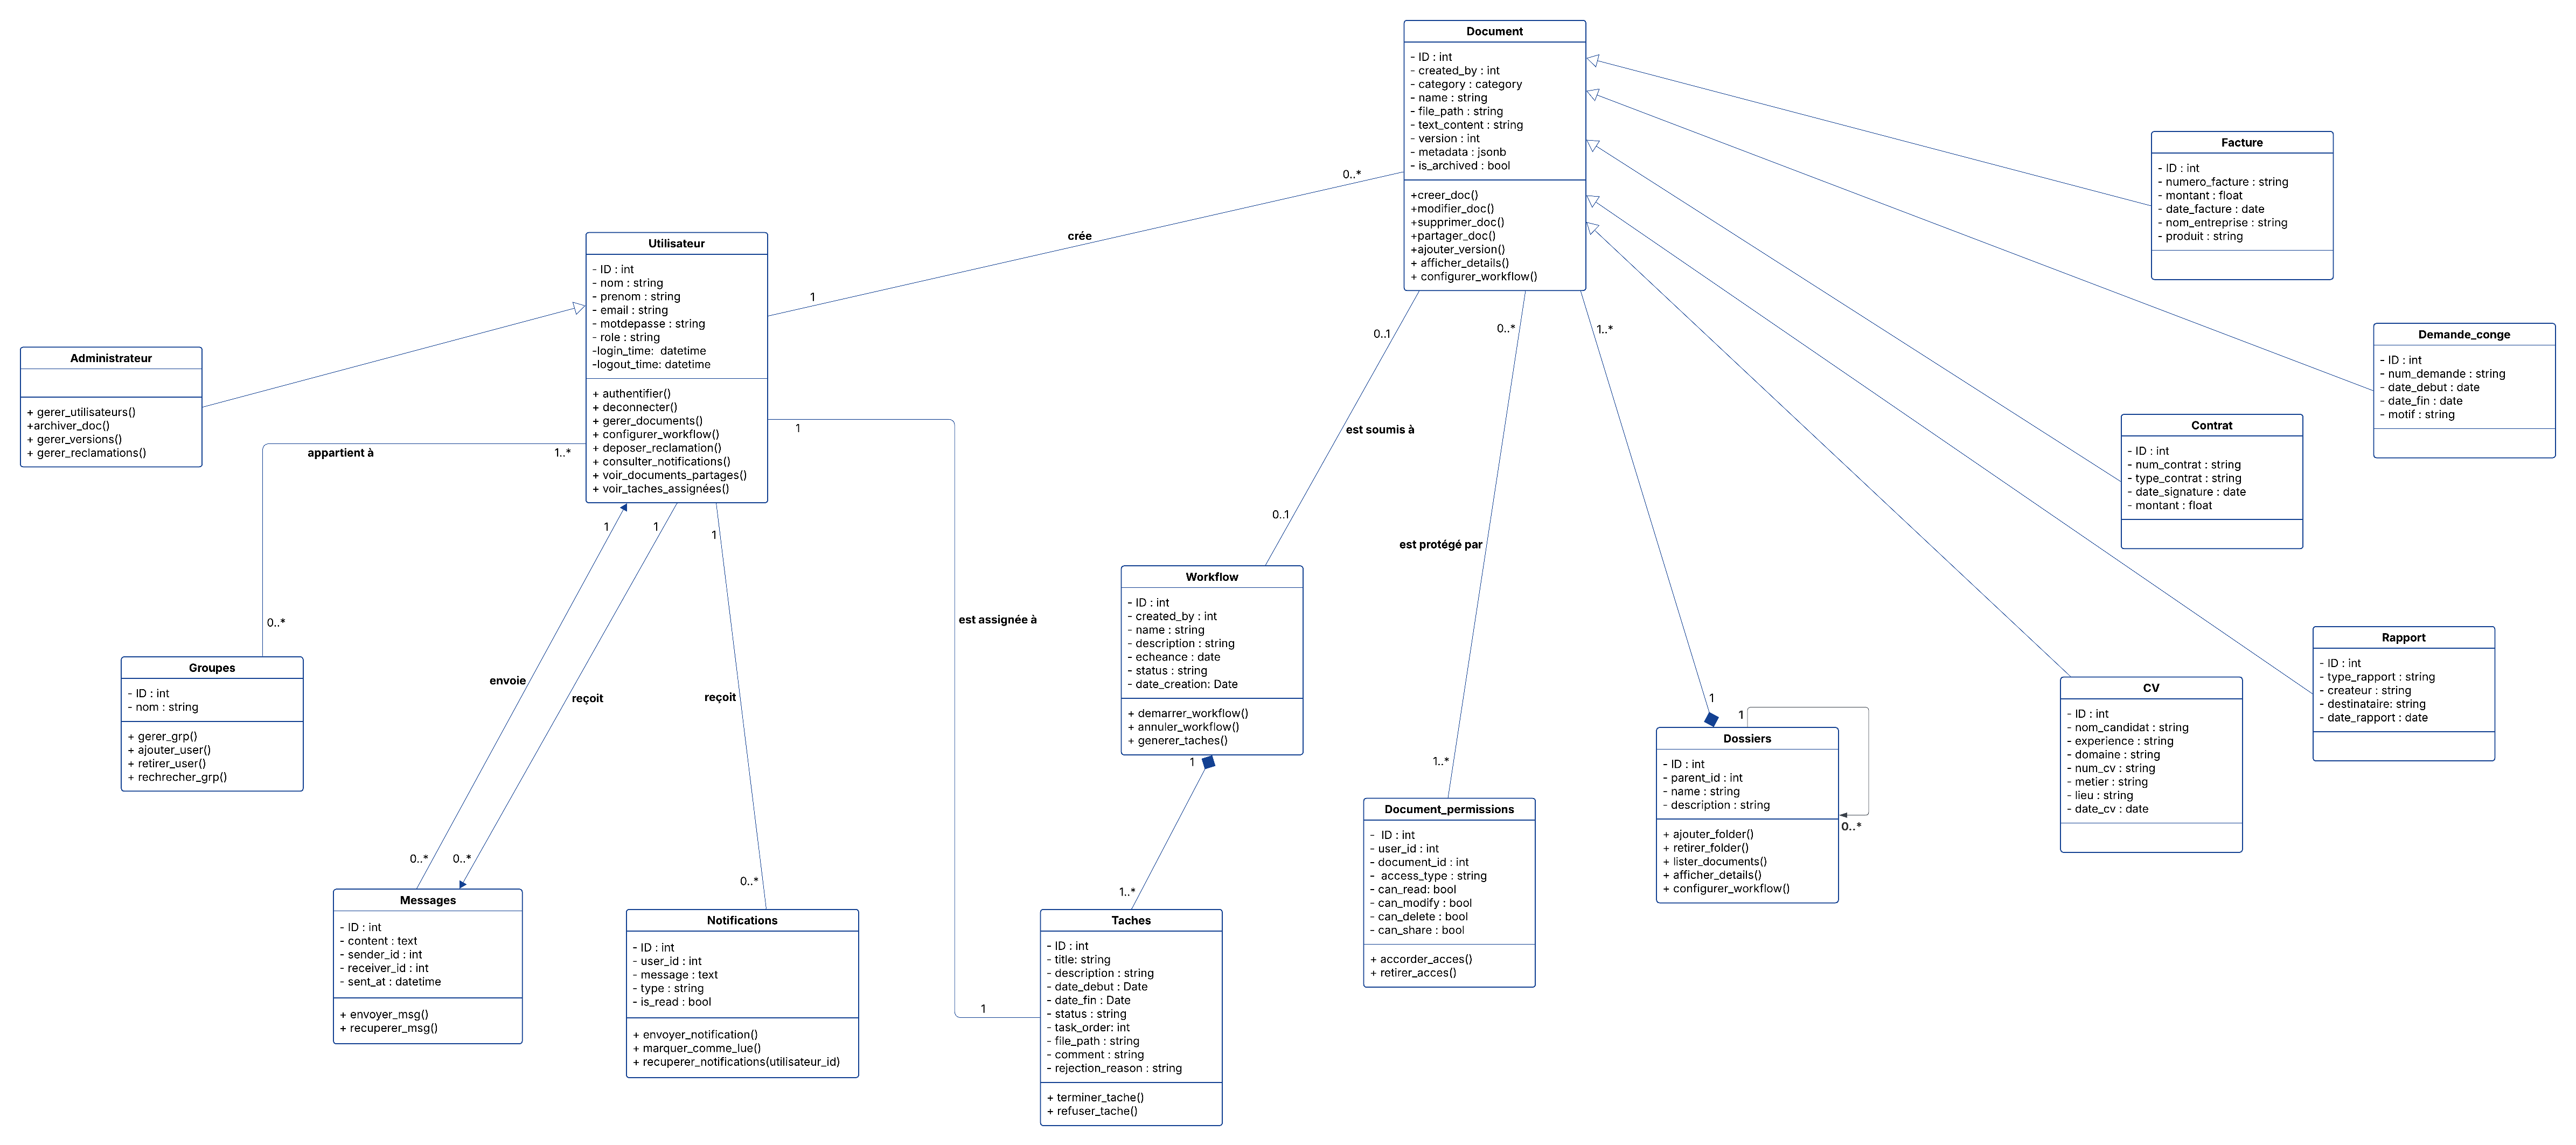 Document
- ID : int
- created_by : int
- category : category
- name : string
- file_path : string
- text_content : string
- version : int
- metadata : jsonb
- is_archived : bool
+creer_doc()
+modifier_doc()
+supprimer_doc()
+partager_doc()
+ajouter_version()
+ afficher_details()
+ configurer_workflow()
Facture
- ID : int
- numero_facture : string
- montant : float
- date_facture : date
- nom_entreprise : string
- produit : string
0..*
crée
1
Utilisateur
- ID : int
- nom : string
- prenom : string
- email : string
- motdepasse : string
- role : string
-login_time:  datetime
-logout_time: datetime
+ authentifier()
+ deconnecter()
+ gerer_documents()
+ configurer_workflow()
+ deposer_reclamation()
+ consulter_notifications()
+ voir_documents_partages()
+ voir_taches_assignées()
Administrateur
+ gerer_utilisateurs()
+archiver_doc()
+ gerer_versions()
+ gerer_reclamations()
Demande_conge
- ID : int
- num_demande : string
- date_debut : date
- date_fin : date
- motif : string
Contrat
- ID : int
- num_contrat : string
- type_contrat : string
- date_signature : date
- montant : float
appartient à
1..*
0..*
1
est assignée à
1
0..1
est soumis à
0..1
0..*
est protégé par
1..*
1..*
1
1
0..*
1
envoie
0..*
1
reçoit
0..*
1
reçoit
0..*
Groupes
- ID : int
- nom : string
+ gerer_grp()
+ ajouter_user()
+ retirer_user()
+ rechrecher_grp()
Workflow
- ID : int
- created_by : int
- name : string
- description : string
- echeance : date
- status : string
- date_creation: Date
+ demarrer_workflow()
+ annuler_workflow()
+ generer_taches()
1
1..*
Rapport
- ID : int
- type_rapport : string
- createur : string
- destinataire: string
- date_rapport : date
CV
- ID : int
- nom_candidat : string
- experience : string
- domaine : string
- num_cv : string
- metier : string
- lieu : string
- date_cv : date
Dossiers
- ID : int
- parent_id : int
- name : string
- description : string
+ ajouter_folder()
+ retirer_folder()
+ lister_documents()
+ afficher_details()
+ configurer_workflow()
Document_permissions
-  ID : int
- user_id : int
- document_id : int
-  access_type : string
- can_read: bool
- can_modify : bool
- can_delete : bool
- can_share : bool
+ accorder_acces()
+ retirer_acces()
Messages
- ID : int
- content : text
- sender_id : int
- receiver_id : int
- sent_at : datetime
+ envoyer_msg()
+ recuperer_msg()
Notifications
- ID : int
- user_id : int
- message : text
- type : string
- is_read : bool
+ envoyer_notification()
+ marquer_comme_lue()
+ recuperer_notifications(utilisateur_id)
Taches
- ID : int
- title: string
- description : string
- date_debut : Date
- date_fin : Date
- status : string
- task_order: int
- file_path : string
- comment : string
- rejection_reason : string
+ terminer_tache()
+ refuser_tache()